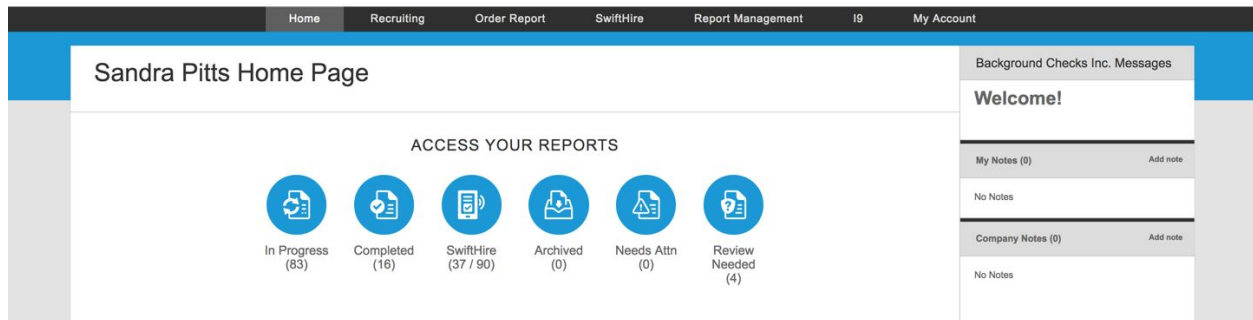 Home Recruiting Order Report SwiftHire Report Management I9 My Account
Sandra Pitts Home Page
ACCESS YOUR REPORTS
In Progress
(83)
Completed
(16)
SwiftHire
(37 / 90)
Archived
(0)
Needs Attn
(0)
Review
Needed
(4)
Background Checks Inc. Messages
Welcome!
My Notes (0) Add note
No Notes
Company Notes (0) Add note
No Notes